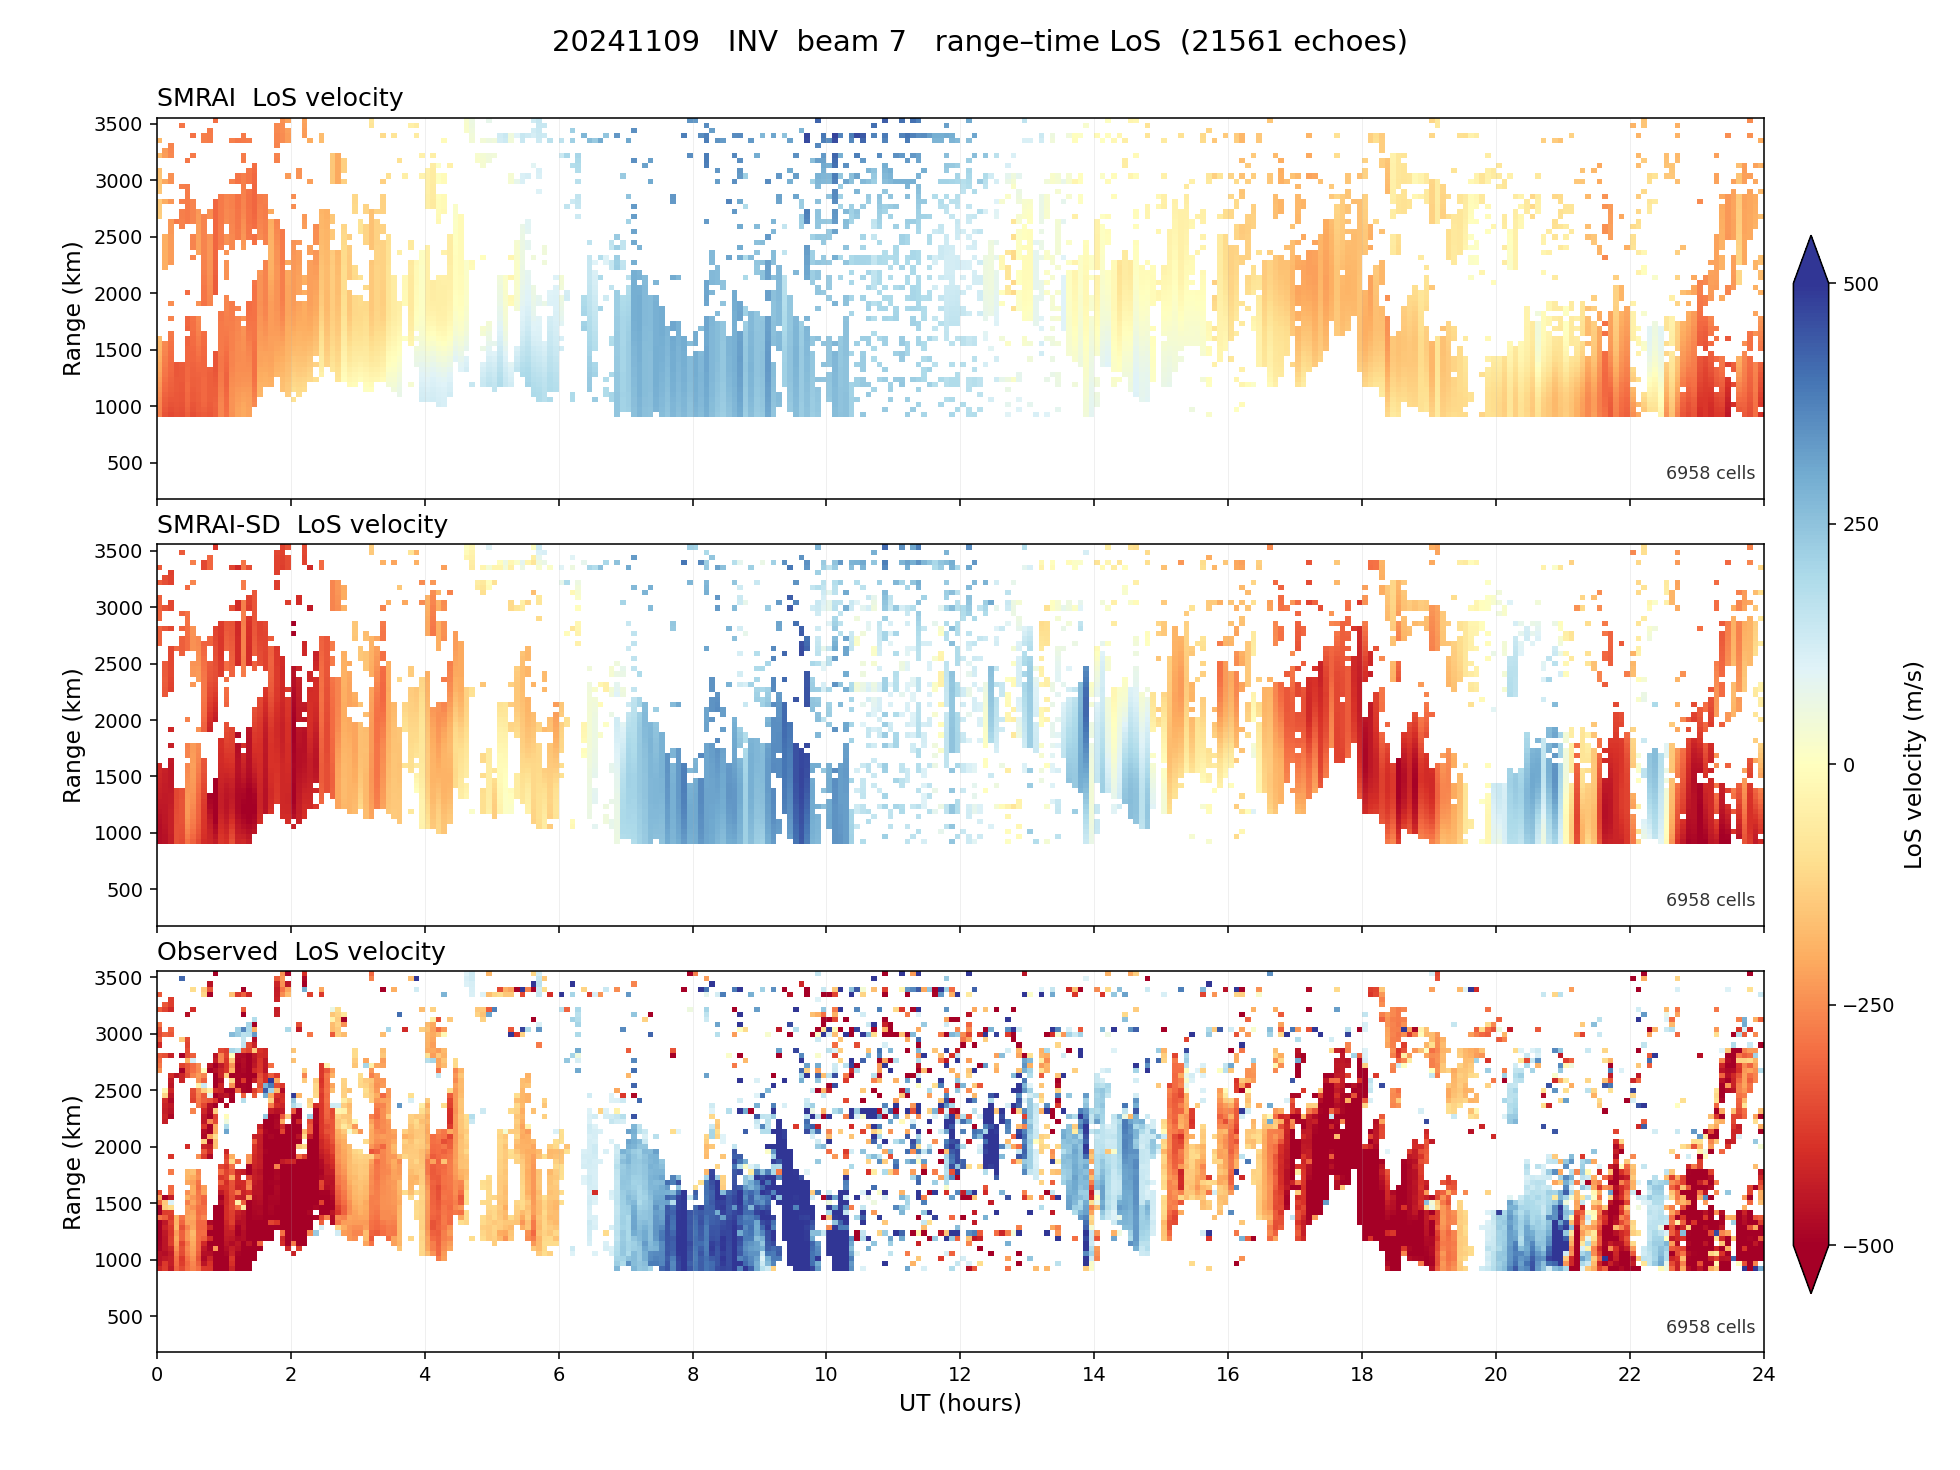 20241109   INV  beam 7   range–time LoS  (21561 echoes)
SMRAI  LoS velocity
3500
3000
2500
2000
1500
1000
500
Range (km)
6958 cells
SMRAI-SD  LoS velocity
3500
3000
2500
2000
1500
1000
500
Range (km)
6958 cells
Observed  LoS velocity
3500
3000
2500
2000
1500
1000
500
Range (km)
6958 cells
0 2 4 6 8 10 12 14 16 18 20 22 24
UT (hours)
500
250
0
−250
−500
LoS velocity (m/s)